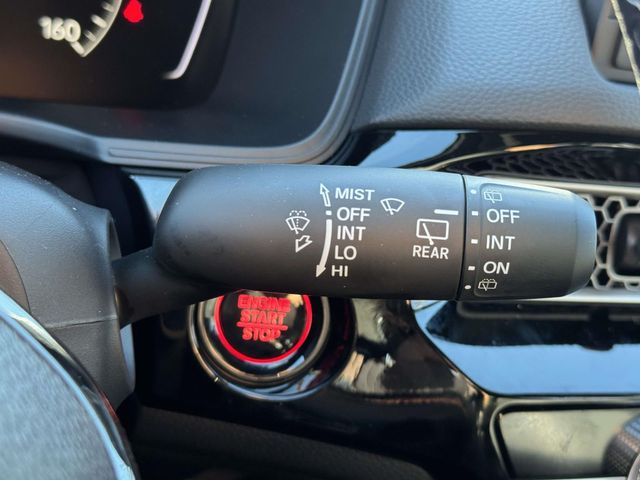 160
MIST
OFF
INT
LO
HI
REAR
OFF
INT
ON
ENGINE
START
STOP